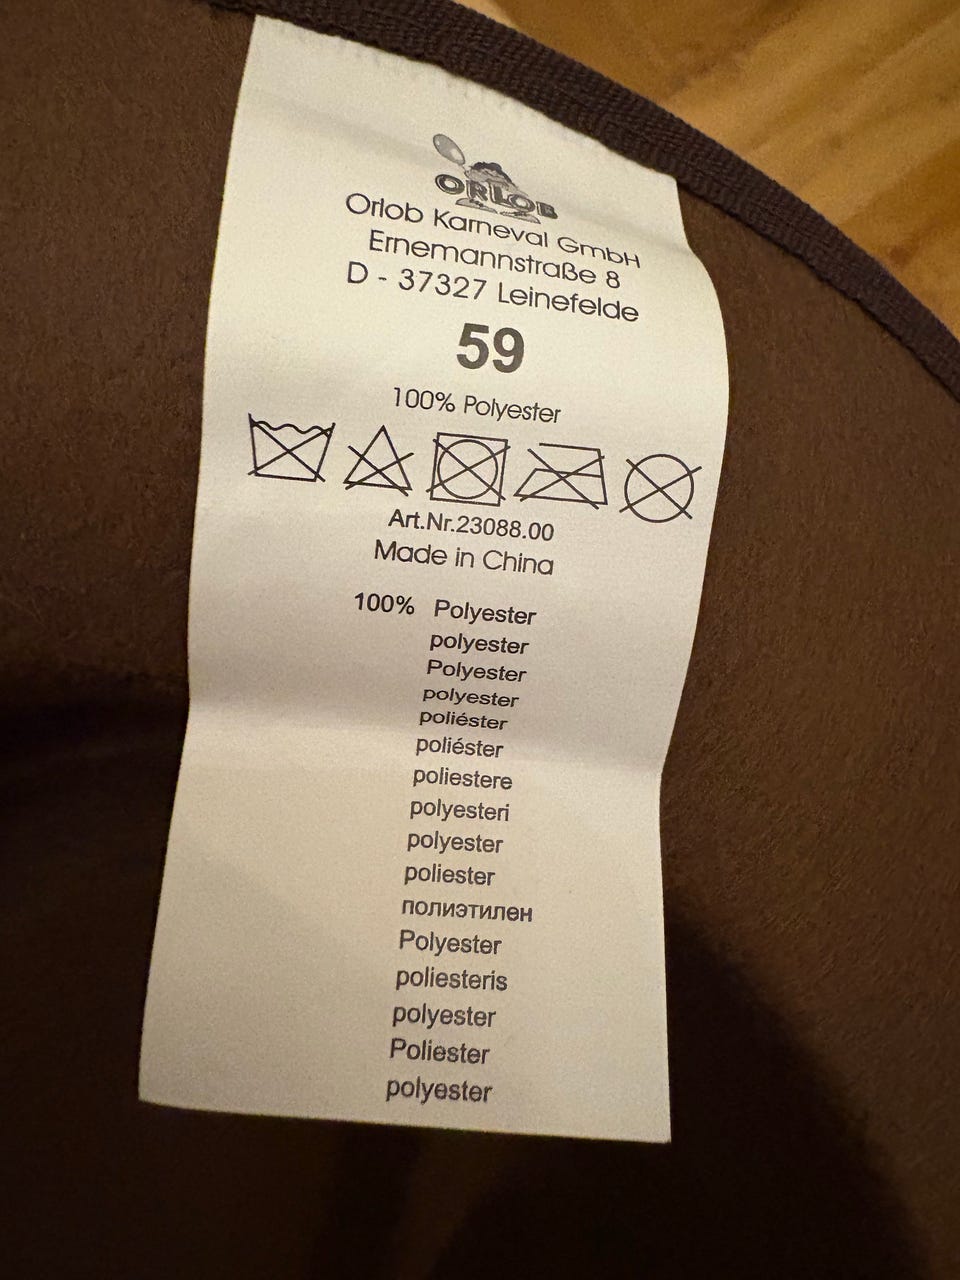 ORLOB
Orlob Karneval GmbH
Ernemannstraße 8
D - 37327 Leinefelde
59
100% Polyester
Art.Nr.23088.00
Made in China
100% Polyester
polyester
Polyester
polyester
poliéster
poliéster
poliestere
polyesteri
polyester
poliester
полиэтилен
Polyester
poliesteris
polyester
Poliester
polyester